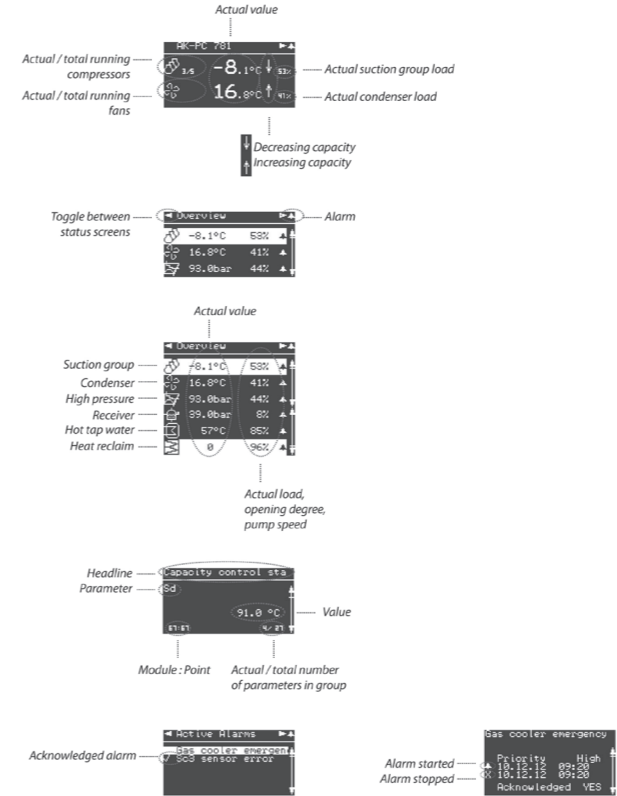 Actual value
AK-PC 781
Actual / total running
compressors
3/5
-8.1°C
53%
Actual suction group load
Actual / total running
fans
16.8°C
41%
Actual condenser load
Decreasing capacity
Increasing capacity
Toggle between
status screens
Overview
Alarm
-8.1°C 53%
16.8°C 41%
93.0bar 44%
Actual value
Overview
Suction group -8.1°C 53%
Condenser 16.8°C 41%
High pressure 93.0bar 44%
Receiver 39.0bar 8%
Hot tap water 57°C 85%
Heat reclaim 0 96%
Actual load,
opening degree,
pump speed
Headline Capacity control sta
Parameter Sd
91.0 °C Value
57:57 4/ 27
Module : Point
Actual / total number
of parameters in group
Active Alarms
Gas cooler emergen
Acknowledged alarm Sc3 sensor error
Gas cooler emergency
Priority High
Alarm started 10.12.12 09:20
Alarm stopped 10.12.12 09:20
Acknowledged YES